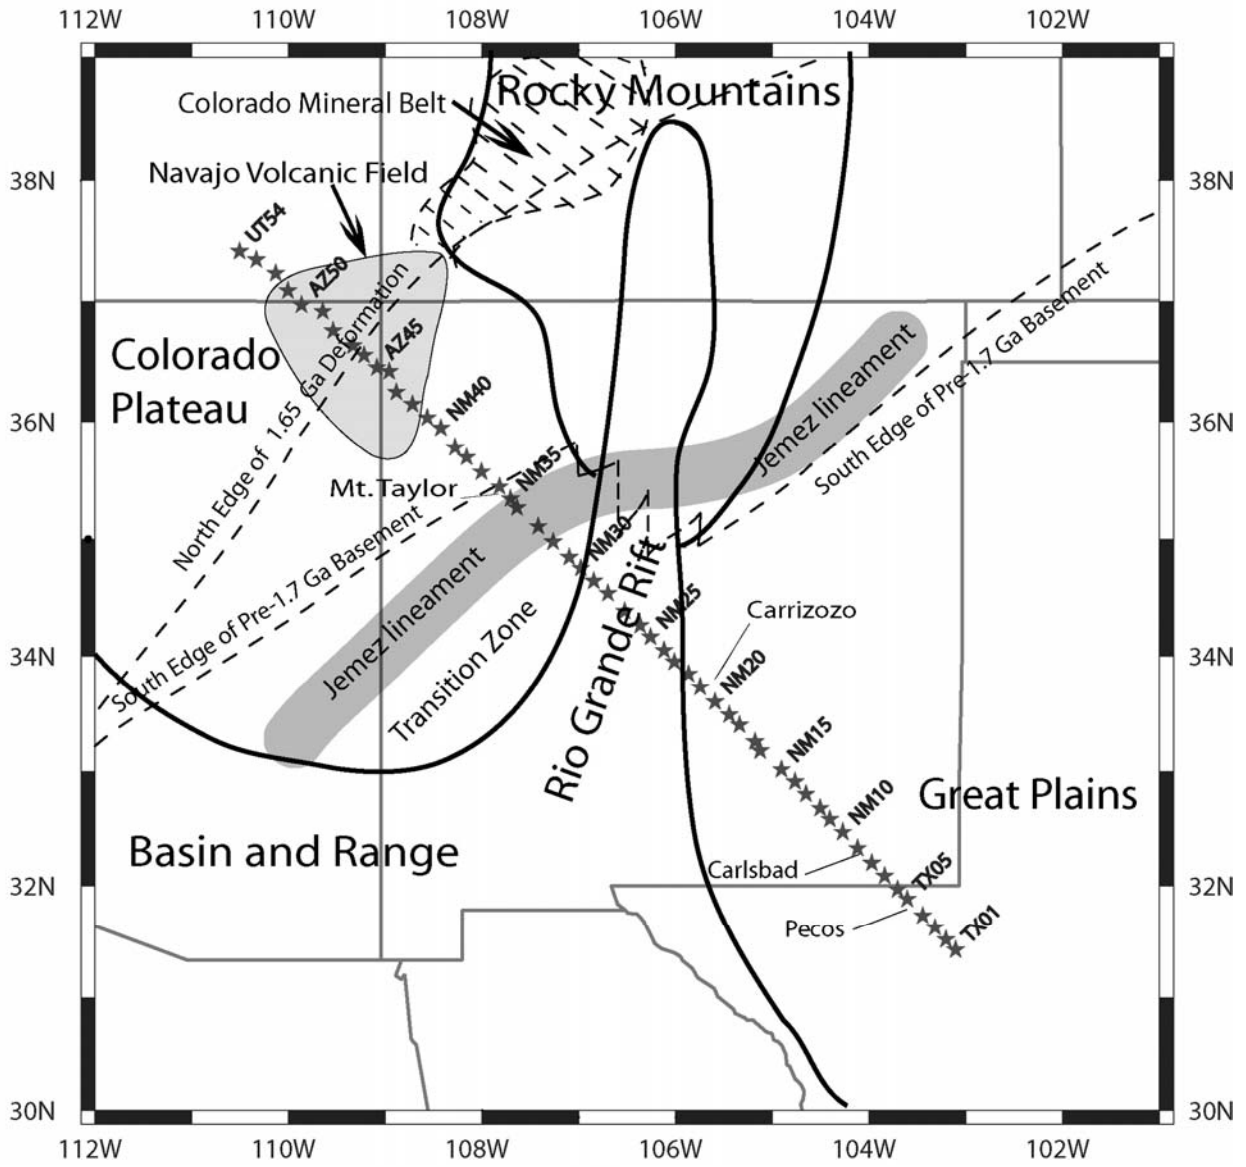 112W 110W 108W 106W 104W 102W
Rocky Mountains
Colorado Mineral Belt
Navajo Volcanic Field
38N 38N
UT54
AZ50
North Edge of 1.65 Ga Deformation
South Edge of Pre-1.7 Ga Basement
AZ45
Jemez lineament
Colorado
Plateau
NM40
36N 36N
NM35
Mt.Taylor
South Edge of Pre-1.7 Ga Basement
NM30
Jemez lineament
Rio Grande Rift
NM25
Carrizozo
Transition Zone
34N 34N
NM20
NM15
NM10
Great Plains
Basin and Range
Carlsbad
TX05
32N 32N
Pecos
TX01
30N 30N
112W 110W 108W 106W 104W 102W